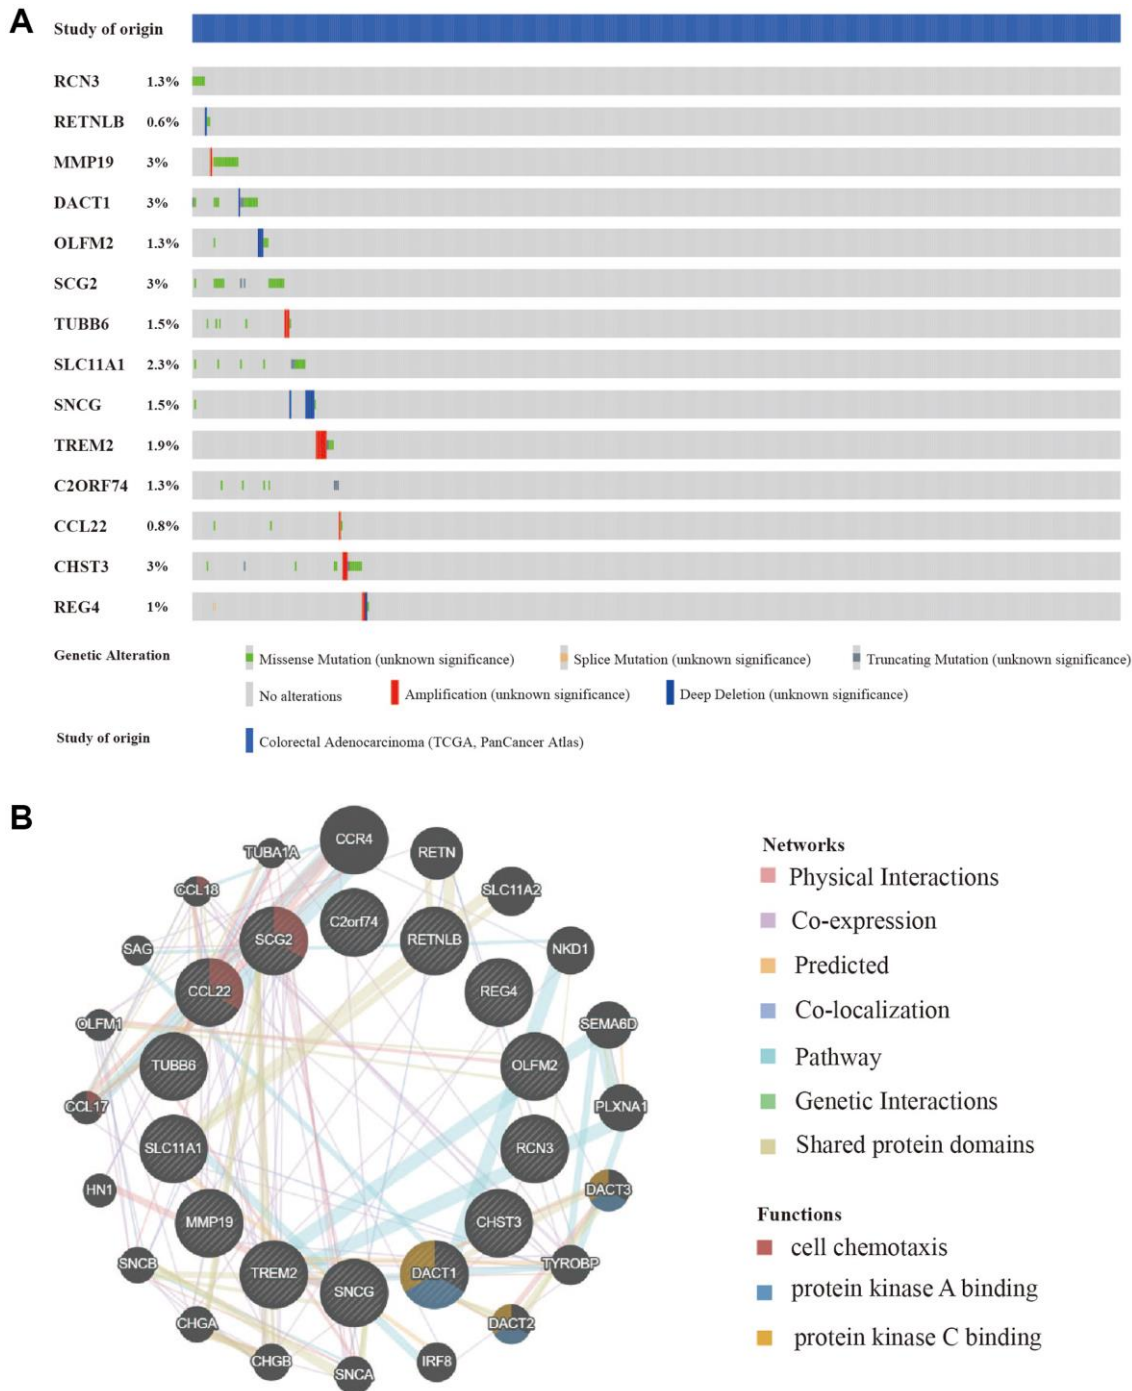 A
Study of origin
RCN3 1.3%
RETNLB 0.6%
MMP19 3%
DACT1 3%
OLFM2 1.3%
SCG2 3%
TUBB6 1.5%
SLC11A1 2.3%
SNCG 1.5%
TREM2 1.9%
C2ORF74 1.3%
CCL22 0.8%
CHST3 3%
REG4 1%
Genetic Alteration Missense Mutation (unknown significance) Splice Mutation (unknown significance) Truncating Mutation (unknown significance)
No alterations Amplification (unknown significance) Deep Deletion (unknown significance)
Study of origin Colorectal Adenocarcinoma (TCGA, PanCancer Atlas)
B
CCR4
TUBA1A
RETN
CCL18
SLC11A2
C2orf74
SCG2
RETNLB
SAG
NKD1
CCL22
REG4
OLFM1
SEMA6D
TUBB6
OLFM2
CCL17
PLXNA1
SLC11A1
RCN3
HN1
DACT3
MMP19
CHST3
SNCB
TREM2
DACT1
TYROBP
SNCG
CHGA
DACT2
CHGB
IRF8
SNCA
Networks
Physical Interactions
Co-expression
Predicted
Co-localization
Pathway
Genetic Interactions
Shared protein domains
Functions
cell chemotaxis
protein kinase A binding
protein kinase C binding